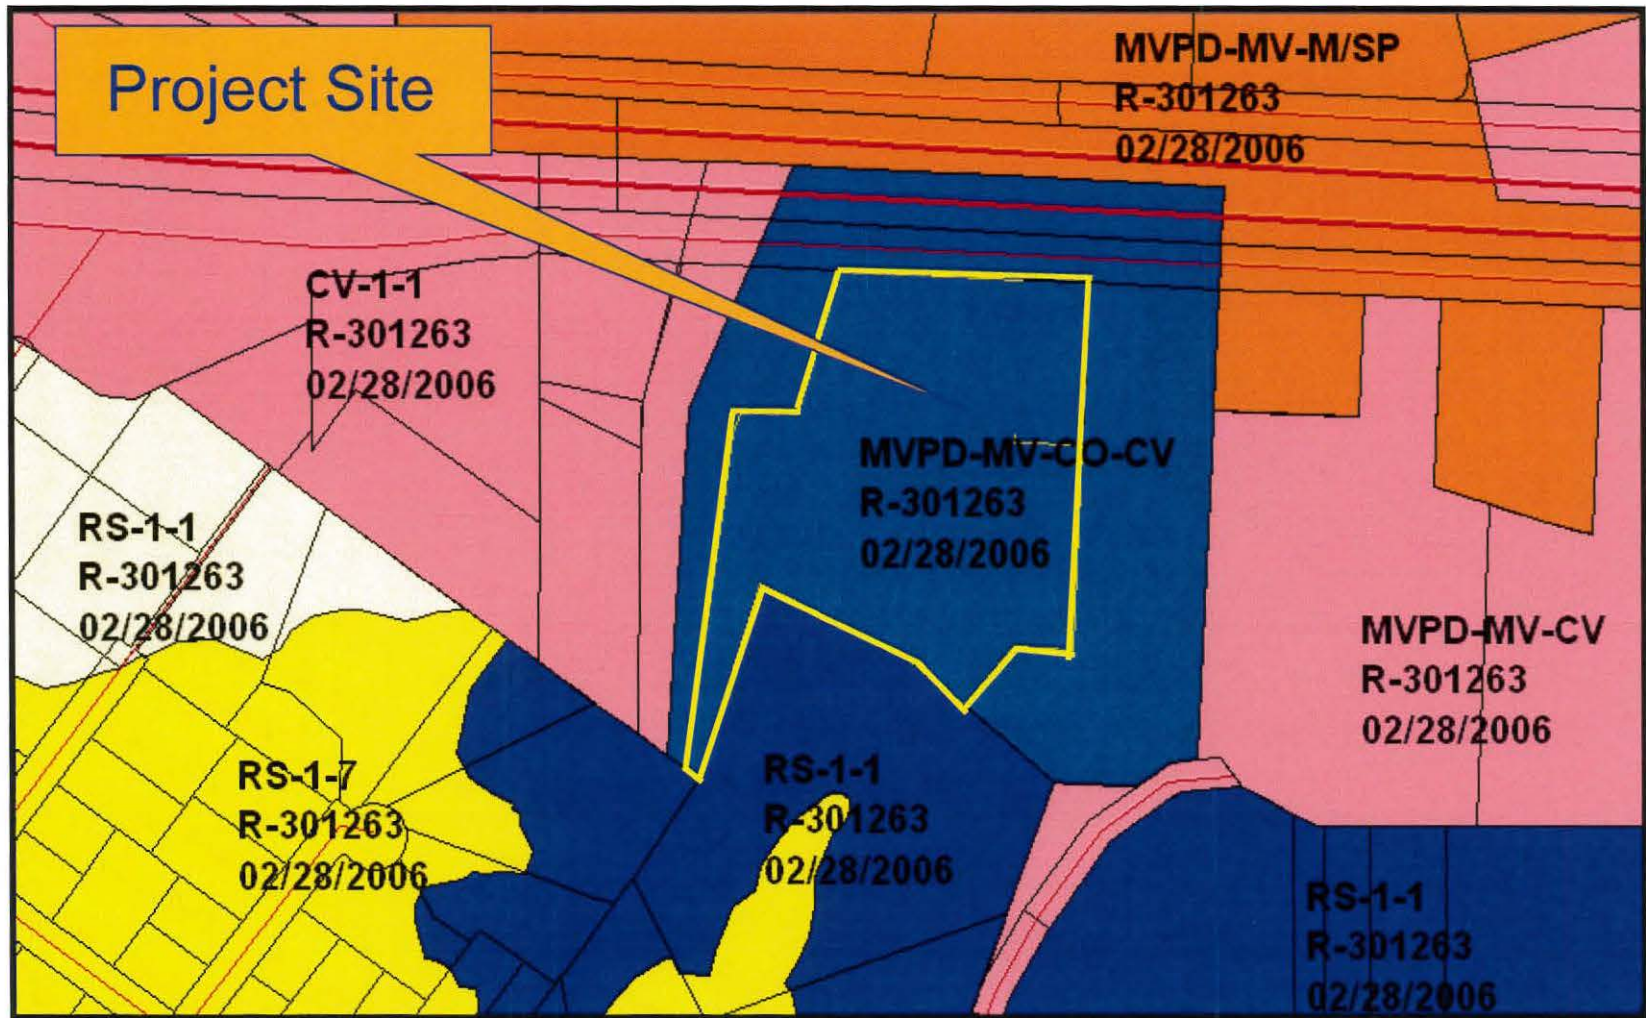 Project Site
MVPD-MV-M/SP
R-301263
02/28/2006
CV-1-1
R-301263
02/28/2006
MVPD-MV-CO-CV
R-301263
02/28/2006
RS-1-1
R-301263
02/28/2006
MVPD-MV-CV
R-301263
02/28/2006
RS-1-7
R-301263
02/28/2006
RS-1-1
R-301263
02/28/2006
RS-1-1
R-301263
02/28/2006